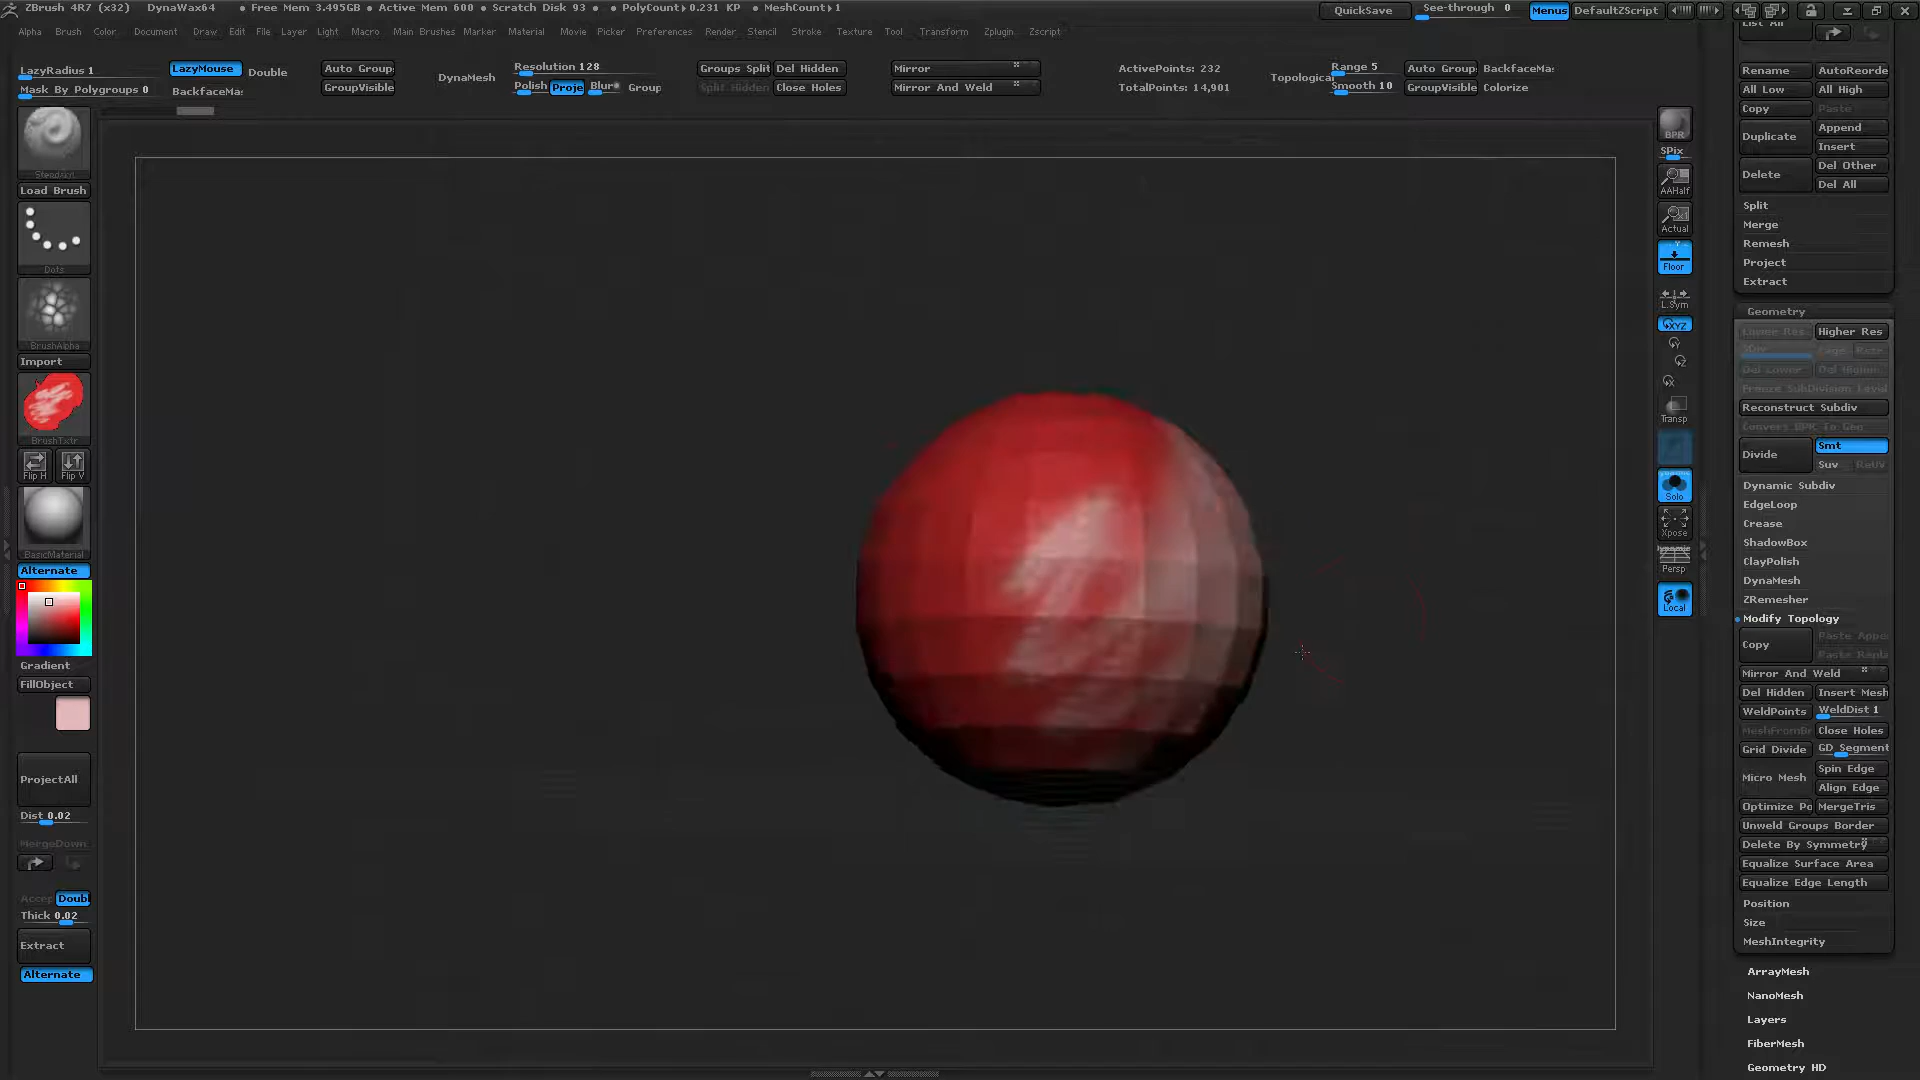 ZBrush 4R7 (x32) DynaWax64 • Free Mem 3.495GB • Active Mem 600 • Scratch Disk 93 • • PolyCount▸0.231 KP • MeshCount▸1 QuickSave See-through 0 Menus DefaultZScript
Alpha Brush Color Document Draw Edit File Layer Light Macro Main Brushes Marker Material Movie Picker Preferences Render Stencil Stroke Texture Tool Transform Zplugin Zscript
LazyRadius 1 LazyMouse Double Auto Group Resolution 128 Groups Split Del Hidden Mirror ActivePoints: 232 Range 5 Auto Group BackfaceMa
DynaMesh Topological
Mask By Polygroups 0 BackfaceMa GroupVisible Polish Proje Blur Group Split Hidden Close Holes Mirror And Weld TotalPoints: 14,901 Smooth 10 GroupVisible Colorize
Standard
Load Brush
Dots
BrushAlpha
Import
BrushTxtr
Flip H Flip V
BasicMaterial
Alternate
Gradient
FillObject
ProjectAll
Dist 0.02
MergeDown
Doubl
Thick 0.02
Extract
Alternate
BPR
SPix
AAHalf
Actual
Floor
L.Sym
XYZ
Transp
Solo
Xpose
Dynamic
Persp
Local
List All
Rename AutoReorde
All Low All High
Copy Paste
Duplicate Append
Insert
Delete Del Other
Del All
Split
Merge
Remesh
Project
Extract
Geometry
Lower Res Higher Res
Del Lower Del Higher
Freeze SubDivision Level
Reconstruct Subdiv
Convert BPR To Geo
Divide Smt
Suv ReUV
Dynamic Subdiv
EdgeLoop
Crease
ShadowBox
ClayPolish
DynaMesh
ZRemesher
Modify Topology
Copy Paste Appe
Paste Repla
Mirror And Weld
Del Hidden Insert Mesh
WeldPoints WeldDist 1
MeshFromBr Close Holes
Grid Divide GD Segment
Micro Mesh Spin Edge
Align Edge
Optimize Po MergeTris
Unweld Groups Border
Delete By Symmetry
Equalize Surface Area
Equalize Edge Length
Position
Size
MeshIntegrity
ArrayMesh
NanoMesh
Layers
FiberMesh
Geometry HD